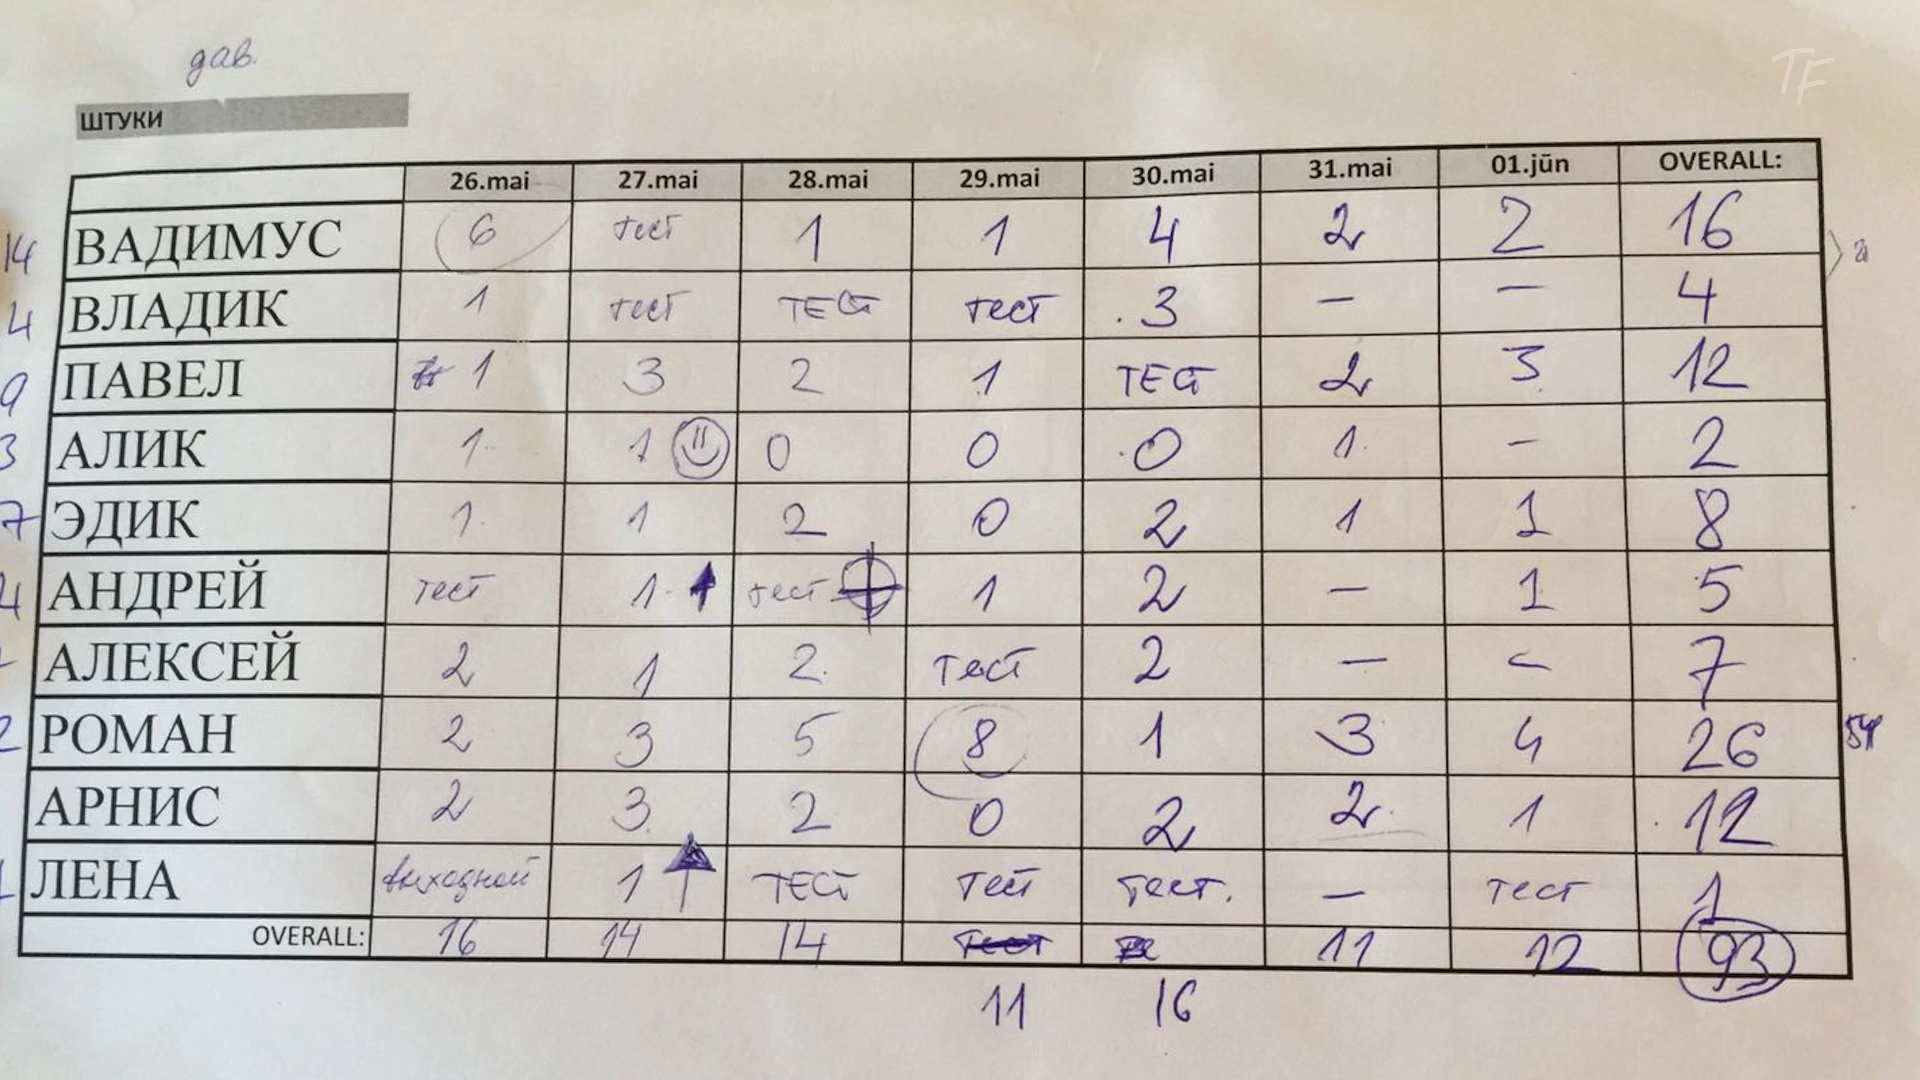 дав.
TF
ШТУКИ
26.mai 27.mai 28.mai 29.mai 30.mai 31.mai 01.jūn OVERALL:
14 ВАДИМУС 6 тест 1 1 4 2 2 16
4 ВЛАДИК 1 тест ТЕСТ тест 3 – – 4
9 ПАВЕЛ 1 3 2 1 ТЕСТ 2 3 12
3 АЛИК 1 1 0 0 0 1 – 2
7 ЭДИК 1 1 2 0 2 1 1 8
4 АНДРЕЙ тест 1 тест 1 2 – 1 5
АЛЕКСЕЙ 2 1 2 тест 2 – – 7
2 РОМАН 2 3 5 8 1 3 4 26
АРНИС 2 3 2 0 2 2 1 12
ЛЕНА выходной 1 ТЕСТ тест тест. – тест 1
OVERALL: 16 14 14 тест 11 12 93
11 16